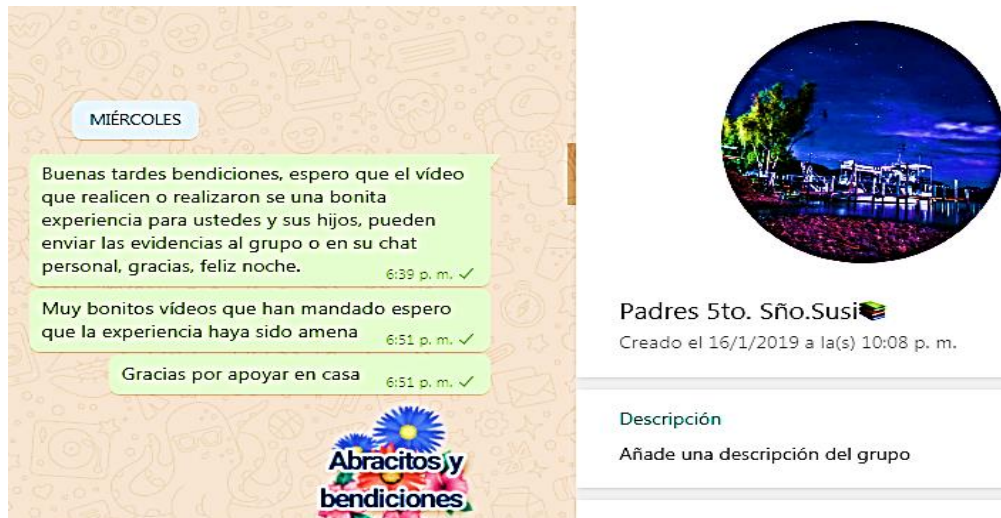 MIÉRCOLES
Buenas tardes bendiciones, espero que el vídeo
que realicen o realizaron se una bonita
experiencia para ustedes y sus hijos, pueden
enviar las evidencias al grupo o en su chat
personal, gracias, feliz noche.
6:39 p. m.
Muy bonitos vídeos que han mandado espero
que la experiencia haya sido amena
6:51 p. m.
Gracias por apoyar en casa
6:51 p. m.
Abracitos y
bendiciones
Padres 5to. Sño.Susi
Creado el 16/1/2019 a la(s) 10:08 p. m.
Descripción
Añade una descripción del grupo